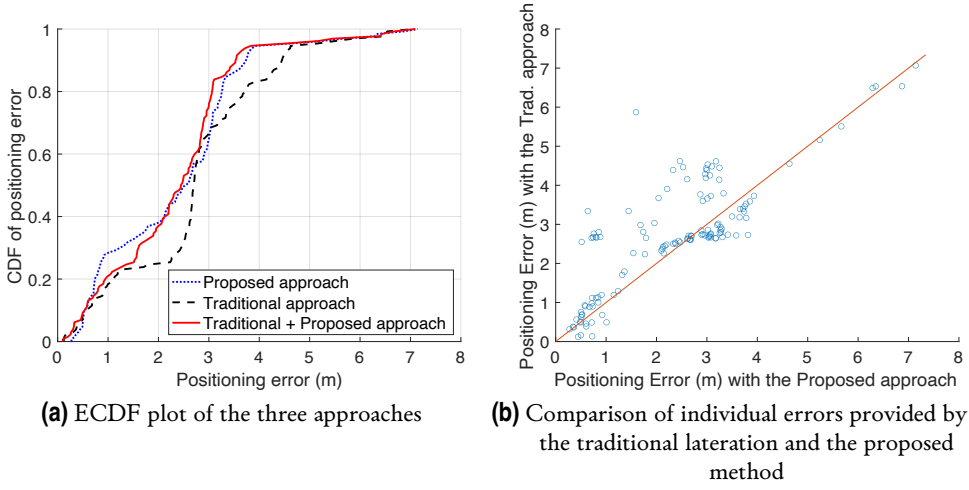 1
0.8
0.6
0.4
0.2
0
CDF of positioning error
0 1 2 3 4 5 6 7 8
Positioning error (m)
Proposed approach
Traditional approach
Traditional + Proposed approach
(a) ECDF plot of the three approaches
8
7
6
5
4
3
2
1
0
Positioning Error (m) with the Trad. approach
0 1 2 3 4 5 6 7 8
Positioning Error (m) with the Proposed approach
(b) Comparison of individual errors provided by
the traditional lateration and the proposed
method